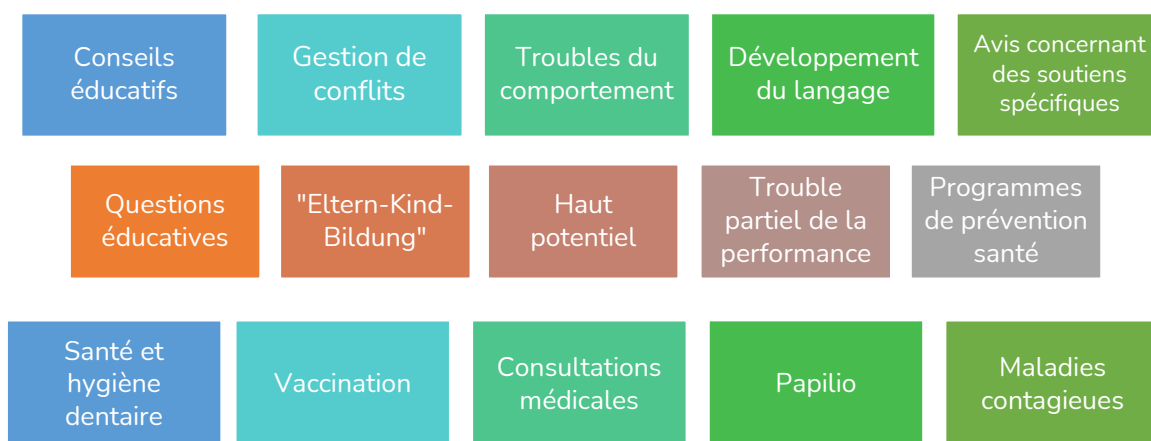 Conseils
éducatifs
Gestion de
conflits
Troubles du
comportement
Développement
du langage
Avis concernant
des soutiens
spécifiques
Questions
éducatives
"Eltern-Kind-
Bildung"
Haut
potentiel
Trouble
partiel de la
performance
Programmes
de prévention
santé
Santé et
hygiène
dentaire
Vaccination
Consultations
médicales
Papilio
Maladies
contagieues